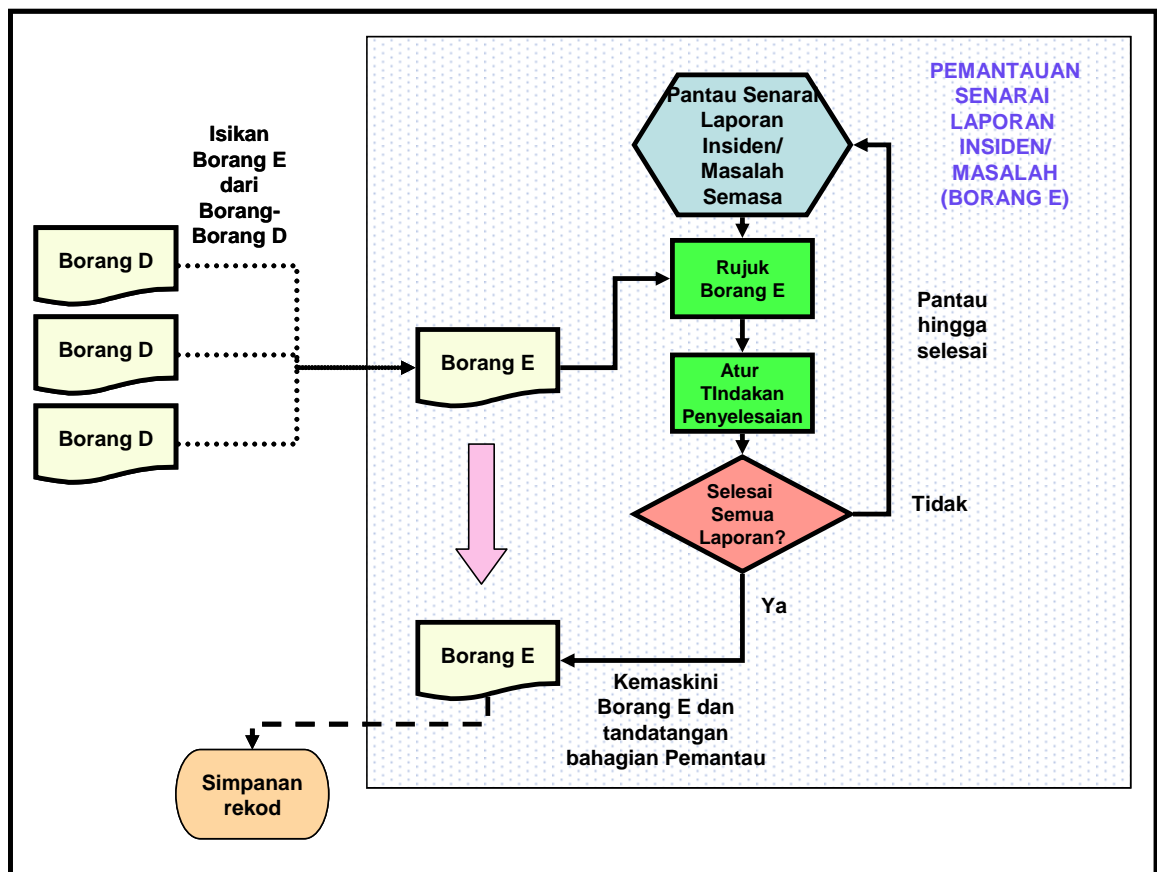 PEMANTAUAN
SENARAI
LAPORAN
INSIDEN/
MASALAH
(BORANG E)
Pantau Senarai
Laporan
Insiden/
Masalah
Semasa
Isikan
Borang E
dari
Borang-
Borang D
Borang D
Borang D
Borang D
Borang E
Rujuk
Borang E
Atur
TIndakan
Penyelesaian
Pantau
hingga
selesai
Selesai
Semua
Laporan?
Tidak
Ya
Borang E
Kemaskini
Borang E dan
tandatangan
bahagian Pemantau
Simpanan
rekod